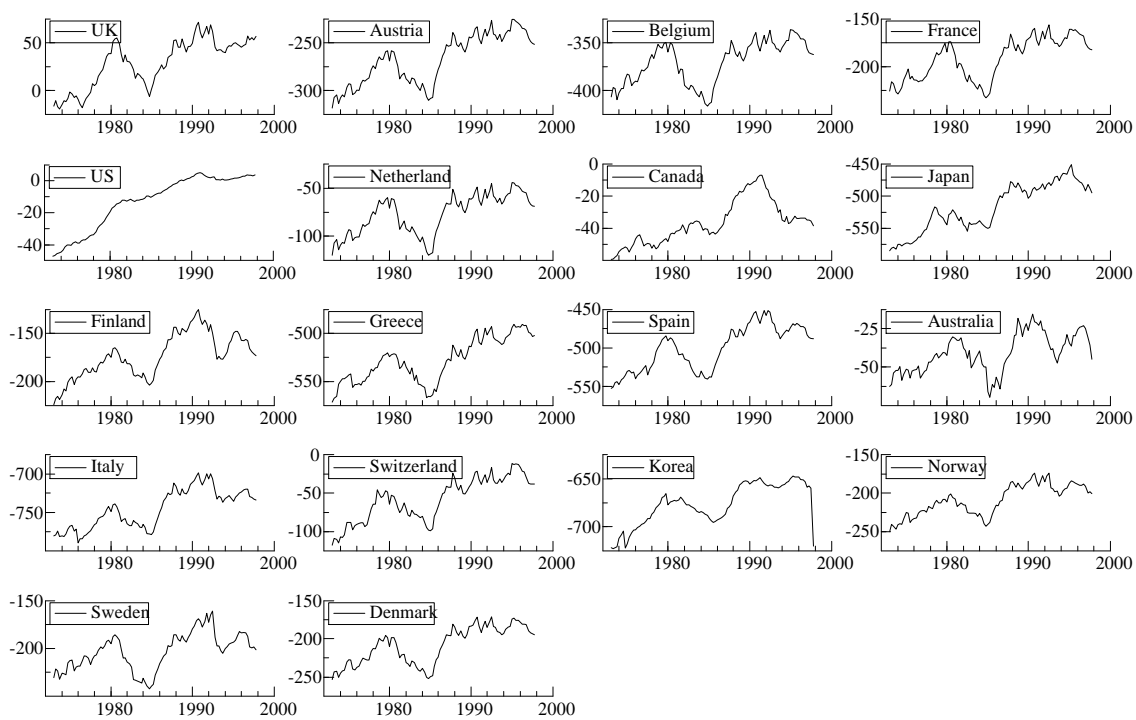 UK
50
0
1980 1990 2000
Austria
-250
-300
1980 1990 2000
Belgium
-350
-400
1980 1990 2000
France
-150
-200
1980 1990 2000
US
0
-20
-40
1980 1990 2000
Netherland
-50
-100
1980 1990 2000
Canada
0
-20
-40
1980 1990 2000
Japan
-450
-500
-550
1980 1990 2000
Finland
-150
-200
1980 1990 2000
Greece
-500
-550
1980 1990 2000
Spain
-450
-500
-550
1980 1990 2000
Australia
-25
-50
1980 1990 2000
Italy
-700
-750
1980 1990 2000
Switzerland
0
-50
-100
1980 1990 2000
Korea
-650
-700
1980 1990 2000
Norway
-150
-200
-250
1980 1990 2000
Sweden
-150
-200
1980 1990 2000
Denmark
-150
-200
-250
1980 1990 2000